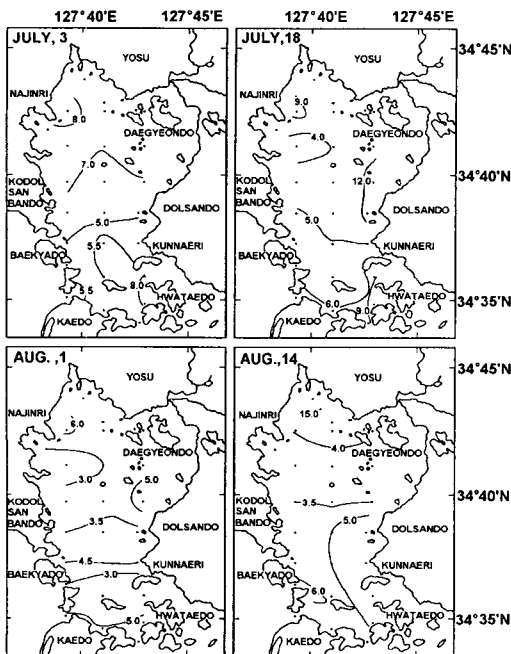 127°40'E 127°45'E 127°40'E 127°45'E
JULY, 3
YOSU
NAJINRI
8.0
DAEGYEONDO
7.0
KODOL
SAN
BANDO
5.0
DOLSANDO
BAEKYADO
5.5
KUNNAERI
5.5
8.0
HWATAEDO
KAEDO
JULY, 18
YOSU
34°45'N
NAJINRI
9.0
4.0
DAEGYEONDO
34°40'N
12.0
KODOL
SAN
BANDO
5.0
DOLSANDO
BAEKYADO
KUNNAERI
6.0
9.0
HWATAEDO
34°35'N
KAEDO
AUG. ,1
YOSU
NAJINRI
6.0
DAEGYEONDO
3.0
5.0
KODOL
SAN
BANDO
3.5
DOLSANDO
4.5
KUNNAERI
BAEKYADO
3.0
HWATAEDO
5.0
KAEDO
AUG.,14
YOSU
34°45'N
NAJINRI
15.0
4.0
DAEGYEONDO
34°40'N
3.5
5.0
KODOL
SAN
BANDO
DOLSANDO
KUNNAERI
BAEKYADO
6.0
HWATAEDO
34°35'N
KAEDO